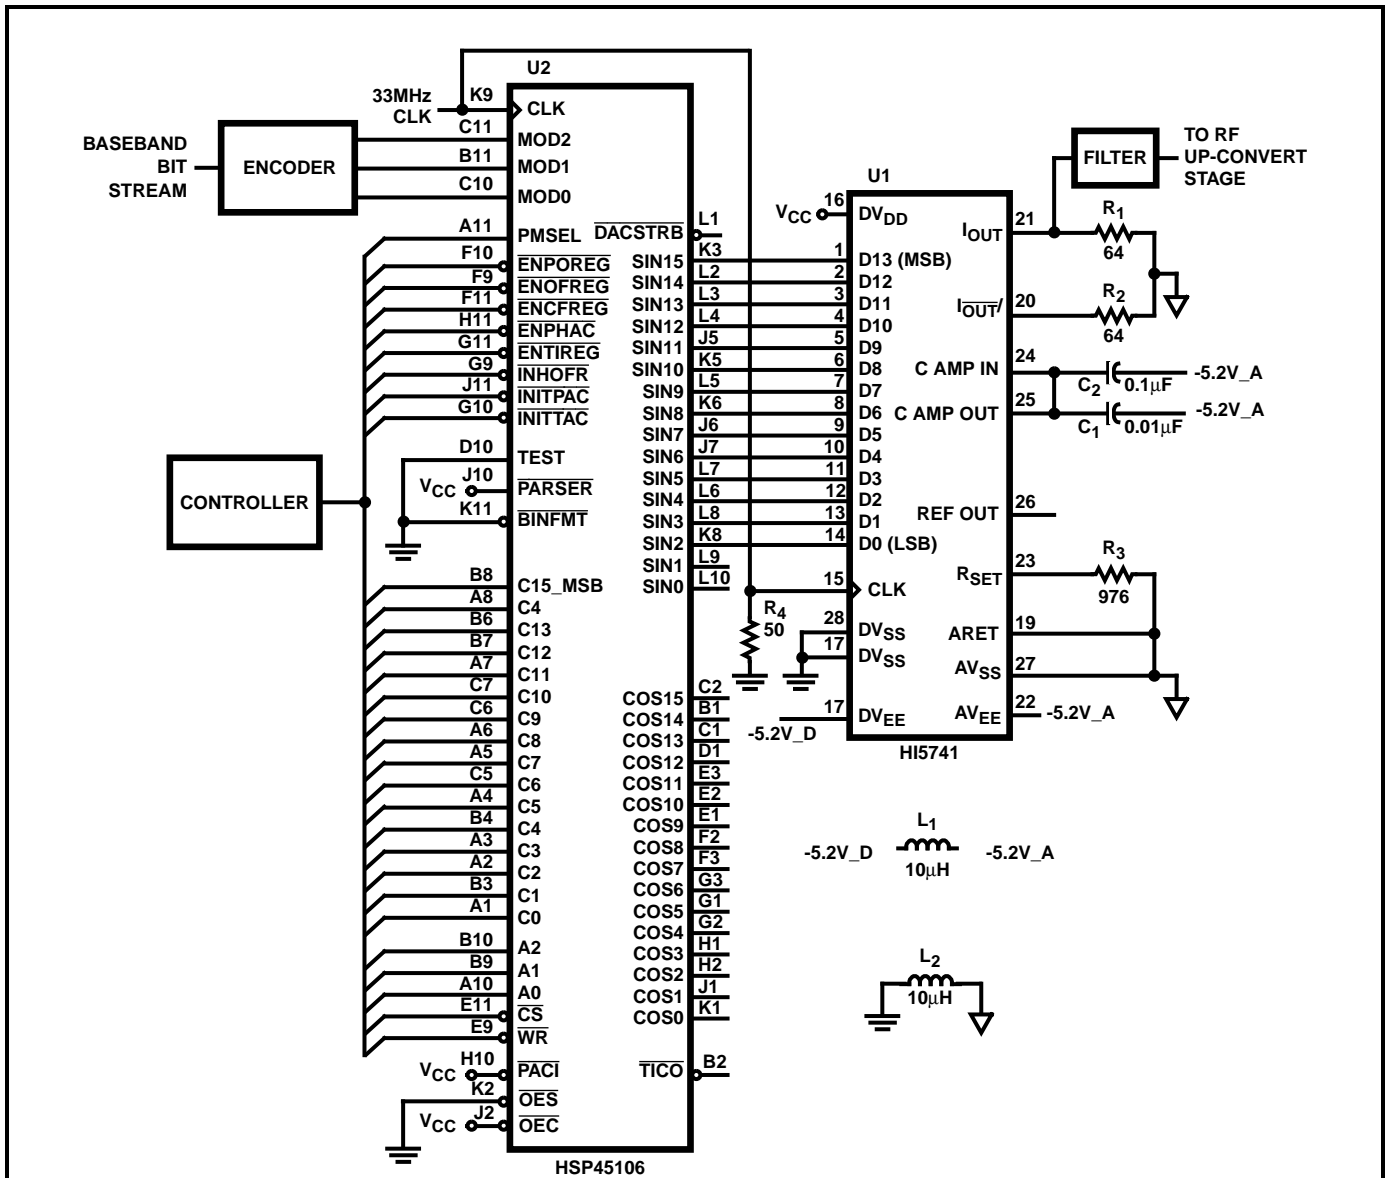 U2
33MHz
CLK
K9
CLK
BASEBAND
BIT
STREAM
ENCODER
C11
MOD2
B11
MOD1
C10
MOD0
A11
PMSEL
F10
ENPOREG
F9
ENOFREG
F11
ENCFREG
H11
ENPHAC
G11
ENTIREG
G9
INHOFR
J11
INITPAC
G10
INITTAC
D10
TEST
VCC
J10
PARSER
K11
BINFMT
CONTROLLER
B8
C15_MSB
A8
C4
B6
C13
B7
C12
A7
C11
C7
C10
C6
C9
A6
C8
A5
C7
C5
C6
A4
C5
B4
C4
A3
C3
A2
C2
B3
C1
A1
C0
B10
A2
B9
A1
A10
A0
E11
CS
E9
WR
VCC
H10
PACI
K2
OES
VCC
J2
OEC
DACSTRB
L1
SIN15
K3
SIN14
L2
SIN13
L3
SIN12
L4
SIN11
J5
SIN10
K5
SIN9
L5
SIN8
K6
SIN7
J6
SIN6
J7
SIN5
L7
SIN4
L6
SIN3
L8
SIN2
K8
SIN1
L9
SIN0
L10
COS15
C2
COS14
B1
COS13
C1
COS12
D1
COS11
E3
COS10
E2
COS9
E1
COS8
F2
COS7
F3
COS6
G3
COS5
G1
COS4
G2
COS3
H1
COS2
H2
COS1
J1
COS0
K1
TICO
B2
HSP45106
R4
50
U1
VCC
16
DVDD
1
D13 (MSB)
2
D12
3
D11
4
D10
5
D9
6
D8
7
D7
8
D6
9
D5
10
D4
11
D3
12
D2
13
D1
14
D0 (LSB)
15
CLK
28
DVSS
17
DVSS
-5.2V_D
17
DVEE
IOUT
21
IOUT/
20
C AMP IN
24
C AMP OUT
25
REF OUT
26
RSET
23
ARET
19
AVSS
27
AVEE
22
-5.2V_A
HI5741
FILTER
TO RF
UP-CONVERT
STAGE
R1
64
R2
64
C2
0.1μF
-5.2V_A
C1
0.01μF
-5.2V_A
R3
976
L1
-5.2V_D
-5.2V_A
10μH
L2
10μH